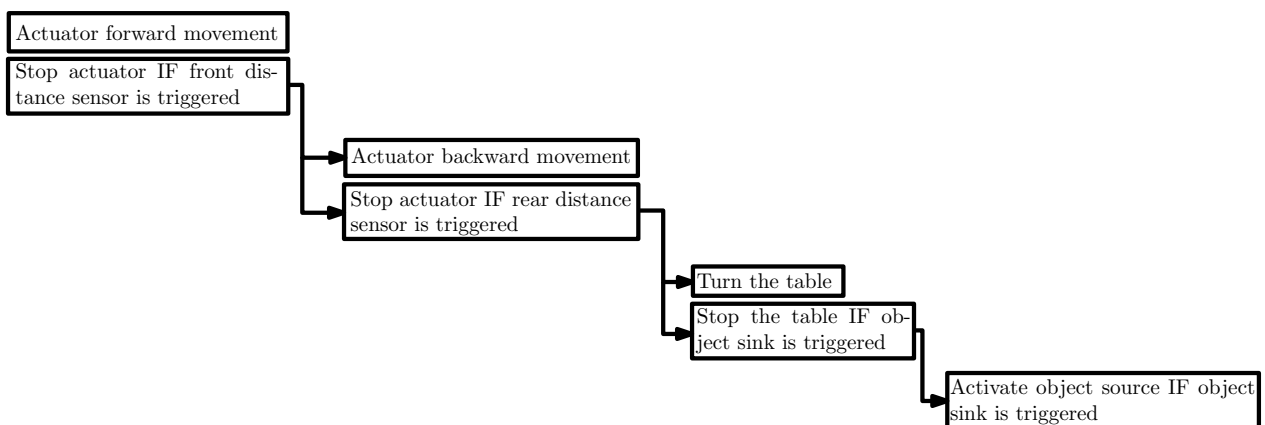 Actuator forward movement
Stop actuator IF front dis-
tance sensor is triggered
Actuator backward movement
Stop actuator IF rear distance
sensor is triggered
Turn the table
Stop the table IF ob-
ject sink is triggered
Activate object source IF object
sink is triggered